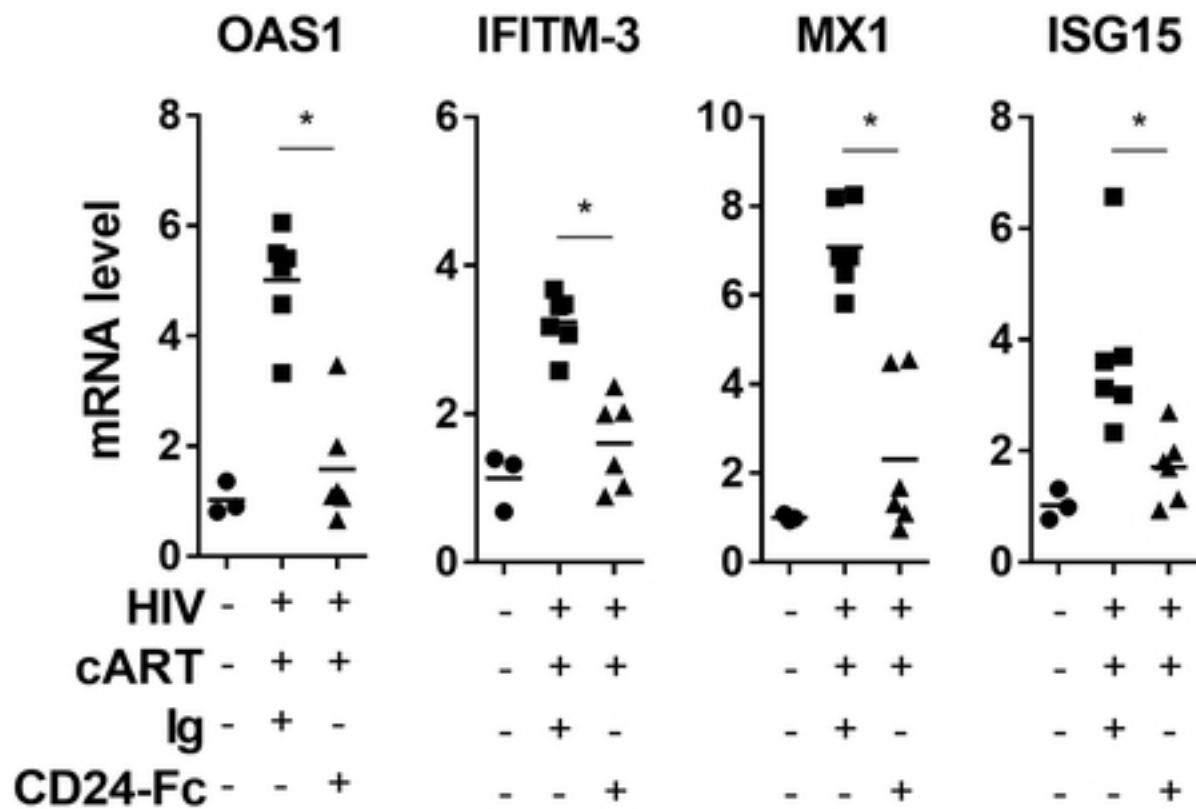 OAS1 IFITM-3 MX1 ISG15
mRNA level
8 6 4 2 0
*
6 4 2 0
*
10 8 6 4 2 0
*
8 6 4 2 0
*
HIV - + + - + + - + + - + +
cART - + + - + + - + + - + +
Ig - + - - + - - + - - + -
CD24-Fc - - + - - + - - + - - +